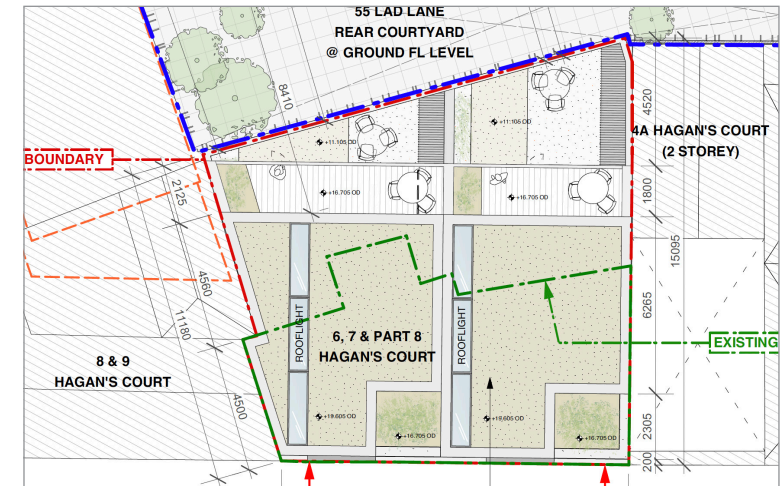 55 LAD LANE
REAR COURTYARD
@ GROUND FL LEVEL
8410
+11.105 OD
+11.105 OD
4520
4A HAGAN'S COURT
(2 STOREY)
BOUNDARY
2125
+16.705 OD
+16.705 OD
1800
15095
4560
11180
6265
ROOFLIGHT
6, 7 & PART 8
HAGAN'S COURT
ROOFLIGHT
EXISTING
8 & 9
HAGAN'S COURT
4500
+19.605 OD
+16.705 OD
+19.605 OD
+16.705 OD
2305
200